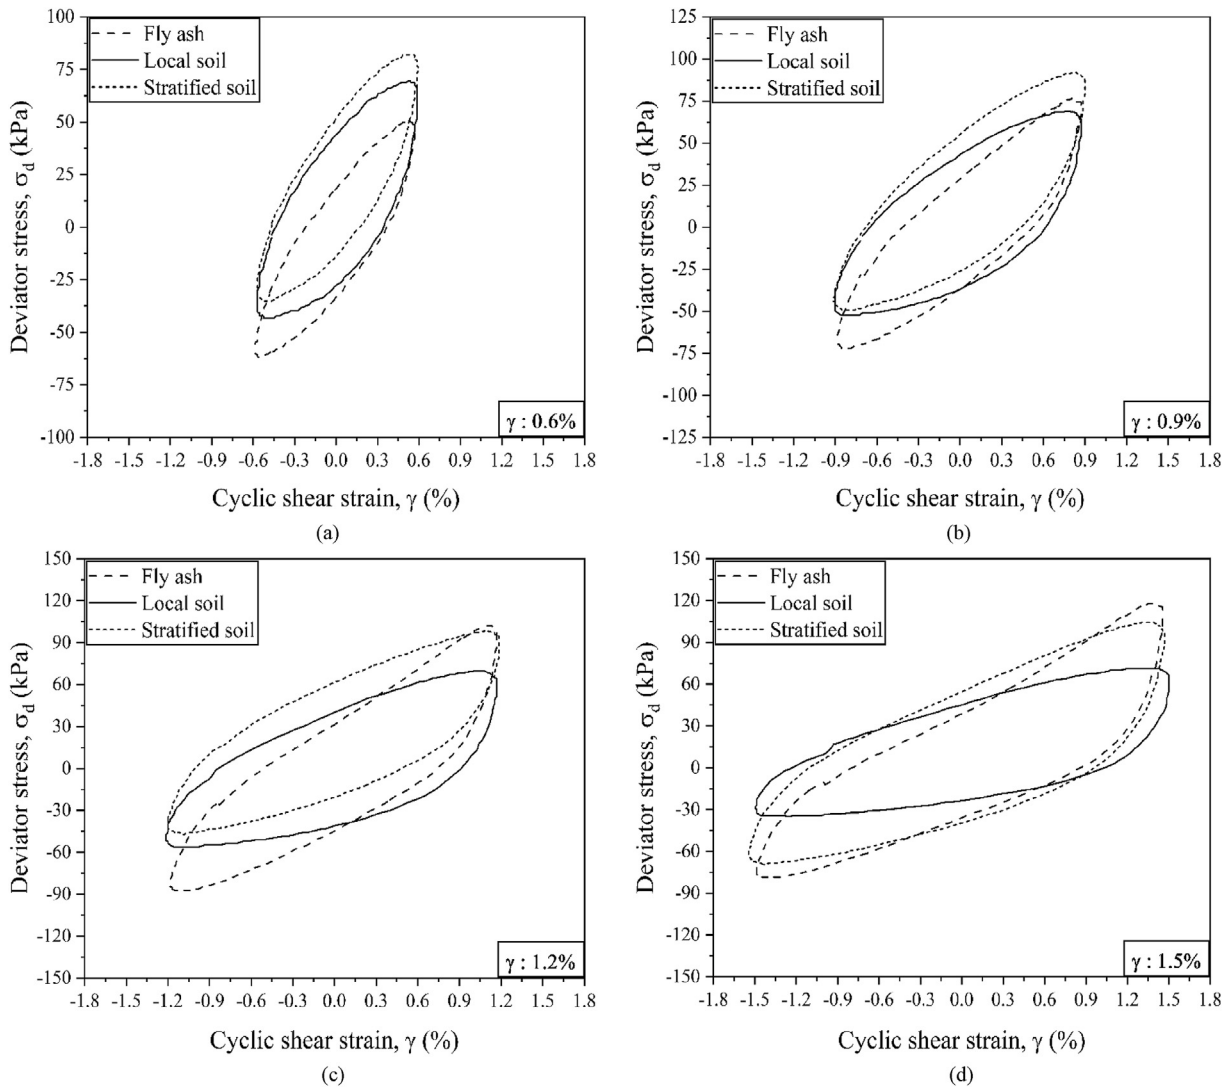 Fly ash
Local soil
Stratified soil
100
75
50
25
0
-25
-50
-75
-100
Deviator stress, σd (kPa)
γ : 0.6%
-1.8 -1.5 -1.2 -0.9 -0.6 -0.3 0.0 0.3 0.6 0.9 1.2 1.5 1.8
Cyclic shear strain, γ (%)
(a)
Fly ash
Local soil
Stratified soil
125
100
75
50
25
0
-25
-50
-75
-100
-125
Deviator stress, σd (kPa)
γ : 0.9%
-1.8 -1.5 -1.2 -0.9 -0.6 -0.3 0.0 0.3 0.6 0.9 1.2 1.5 1.8
Cyclic shear strain, γ (%)
(b)
Fly ash
Local soil
Stratified soil
150
120
90
60
30
0
-30
-60
-90
-120
-150
Deviator stress, σd (kPa)
γ : 1.2%
-1.8 -1.5 -1.2 -0.9 -0.6 -0.3 0.0 0.3 0.6 0.9 1.2 1.5 1.8
Cyclic shear strain, γ (%)
(c)
Fly ash
Local soil
Stratified soil
150
120
90
60
30
0
-30
-60
-90
-120
-150
Deviator stress, σd (kPa)
γ : 1.5%
-1.8 -1.5 -1.2 -0.9 -0.6 -0.3 0.0 0.3 0.6 0.9 1.2 1.5 1.8
Cyclic shear strain, γ (%)
(d)